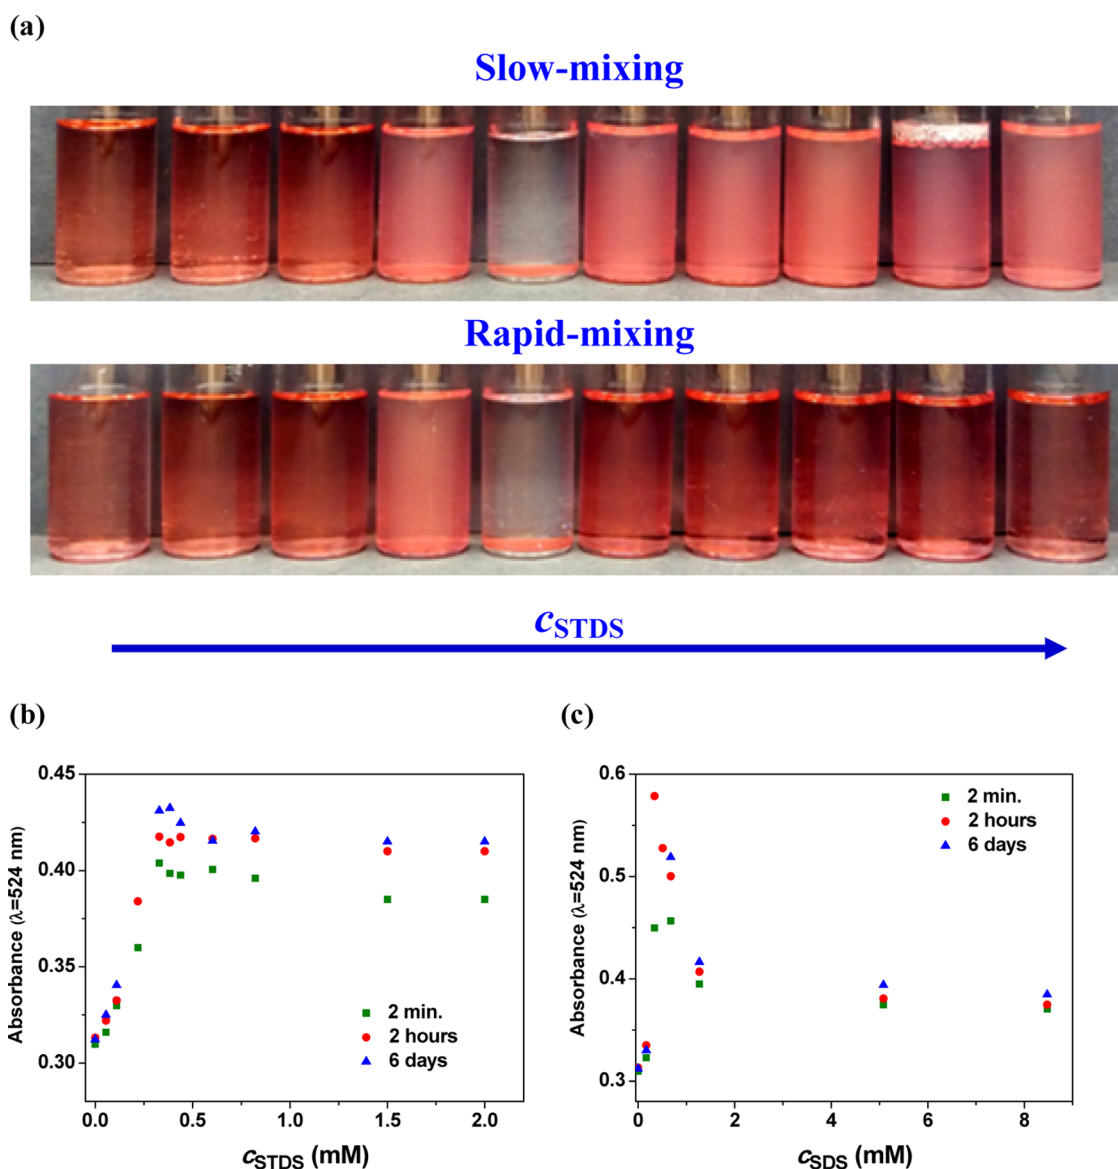 (a)
Slow-mixing
Rapid-mixing
cSTDS
(b)
(c)
0.45
0.40
0.35
0.30
Absorbance (λ=524 nm)
2 min.
2 hours
6 days
0.0
0.5
1.0
1.5
2.0
cSTDS (mM)
0.6
0.5
0.4
0.3
Absorbance (λ=524 nm)
2 min.
2 hours
6 days
0
2
4
6
8
cSDS (mM)